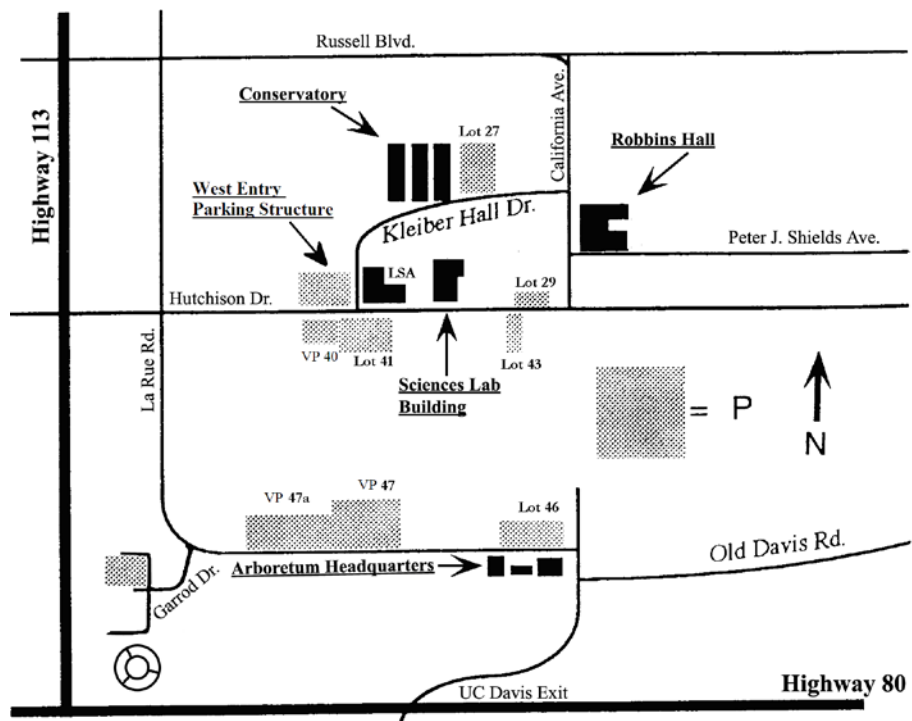 Russell Blvd.
Conservatory
Lot 27
California Ave.
Robbins Hall
Highway 113
West Entry
Parking Structure
Kleiber Hall Dr.
Peter J. Shields Ave.
LSA
Lot 29
Hutchison Dr.
La Rue Rd.
VP 40
Lot 41
Lot 43
Sciences Lab
Building
= P
N
VP 47a
VP 47
Lot 46
Old Davis Rd.
Arboretum Headquarters
Garrod Dr.
UC Davis Exit
Highway 80